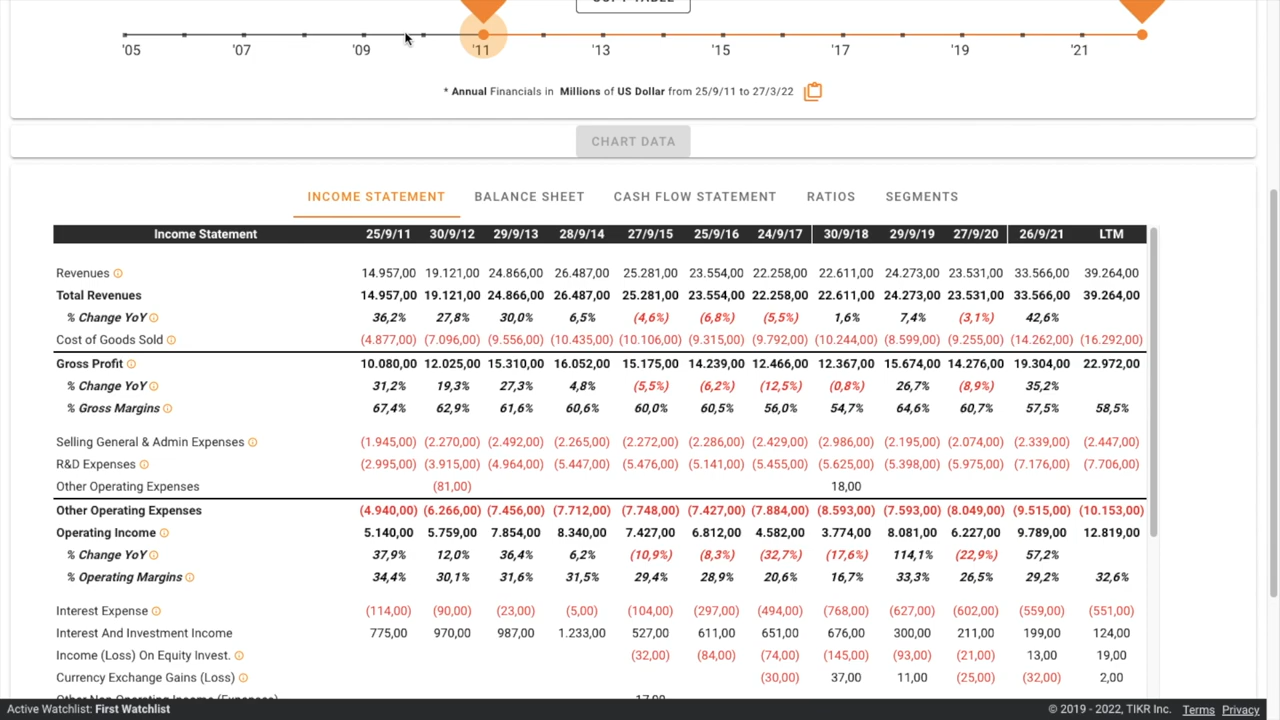 '05 '07 '09 '11 '13 '15 '17 '19 '21
* Annual Financials in Millions of US Dollar from 25/9/11 to 27/3/22
CHART DATA
INCOME STATEMENT BALANCE SHEET CASH FLOW STATEMENT RATIOS SEGMENTS
Income Statement 25/9/11 30/9/12 29/9/13 28/9/14 27/9/15 25/9/16 24/9/17 30/9/18 29/9/19 27/9/20 26/9/21 LTM
Revenues 14.957,00 19.121,00 24.866,00 26.487,00 25.281,00 23.554,00 22.258,00 22.611,00 24.273,00 23.531,00 33.566,00 39.264,00
Total Revenues 14.957,00 19.121,00 24.866,00 26.487,00 25.281,00 23.554,00 22.258,00 22.611,00 24.273,00 23.531,00 33.566,00 39.264,00
% Change YoY 36,2% 27,8% 30,0% 6,5% (4,6%) (6,8%) (5,5%) 1,6% 7,4% (3,1%) 42,6%
Cost of Goods Sold (4.877,00) (7.096,00) (9.556,00) (10.435,00) (10.106,00) (9.315,00) (9.792,00) (10.244,00) (8.599,00) (9.255,00) (14.262,00) (16.292,00)
Gross Profit 10.080,00 12.025,00 15.310,00 16.052,00 15.175,00 14.239,00 12.466,00 12.367,00 15.674,00 14.276,00 19.304,00 22.972,00
% Change YoY 31,2% 19,3% 27,3% 4,8% (5,5%) (6,2%) (12,5%) (0,8%) 26,7% (8,9%) 35,2%
% Gross Margins 67,4% 62,9% 61,6% 60,6% 60,0% 60,5% 56,0% 54,7% 64,6% 60,7% 57,5% 58,5%
Selling General & Admin Expenses (1.945,00) (2.270,00) (2.492,00) (2.265,00) (2.272,00) (2.286,00) (2.429,00) (2.986,00) (2.195,00) (2.074,00) (2.339,00) (2.447,00)
R&D Expenses (2.995,00) (3.915,00) (4.964,00) (5.447,00) (5.476,00) (5.141,00) (5.455,00) (5.625,00) (5.398,00) (5.975,00) (7.176,00) (7.706,00)
Other Operating Expenses (81,00) 18,00
Other Operating Expenses (4.940,00) (6.266,00) (7.456,00) (7.712,00) (7.748,00) (7.427,00) (7.884,00) (8.593,00) (7.593,00) (8.049,00) (9.515,00) (10.153,00)
Operating Income 5.140,00 5.759,00 7.854,00 8.340,00 7.427,00 6.812,00 4.582,00 3.774,00 8.081,00 6.227,00 9.789,00 12.819,00
% Change YoY 37,9% 12,0% 36,4% 6,2% (10,9%) (8,3%) (32,7%) (17,6%) 114,1% (22,9%) 57,2%
% Operating Margins 34,4% 30,1% 31,6% 31,5% 29,4% 28,9% 20,6% 16,7% 33,3% 26,5% 29,2% 32,6%
Interest Expense (114,00) (90,00) (23,00) (5,00) (104,00) (297,00) (494,00) (768,00) (627,00) (602,00) (559,00) (551,00)
Interest And Investment Income 775,00 970,00 987,00 1.233,00 527,00 611,00 651,00 676,00 300,00 211,00 199,00 124,00
Income (Loss) On Equity Invest. (32,00) (84,00) (74,00) (145,00) (93,00) (21,00) 13,00 19,00
Currency Exchange Gains (Loss) (30,00) 37,00 11,00 (25,00) (32,00) 2,00
Other Non Operating Income (Expenses) 17,00
Active Watchlist: First Watchlist © 2019 - 2022, TIKR Inc. Terms Privacy